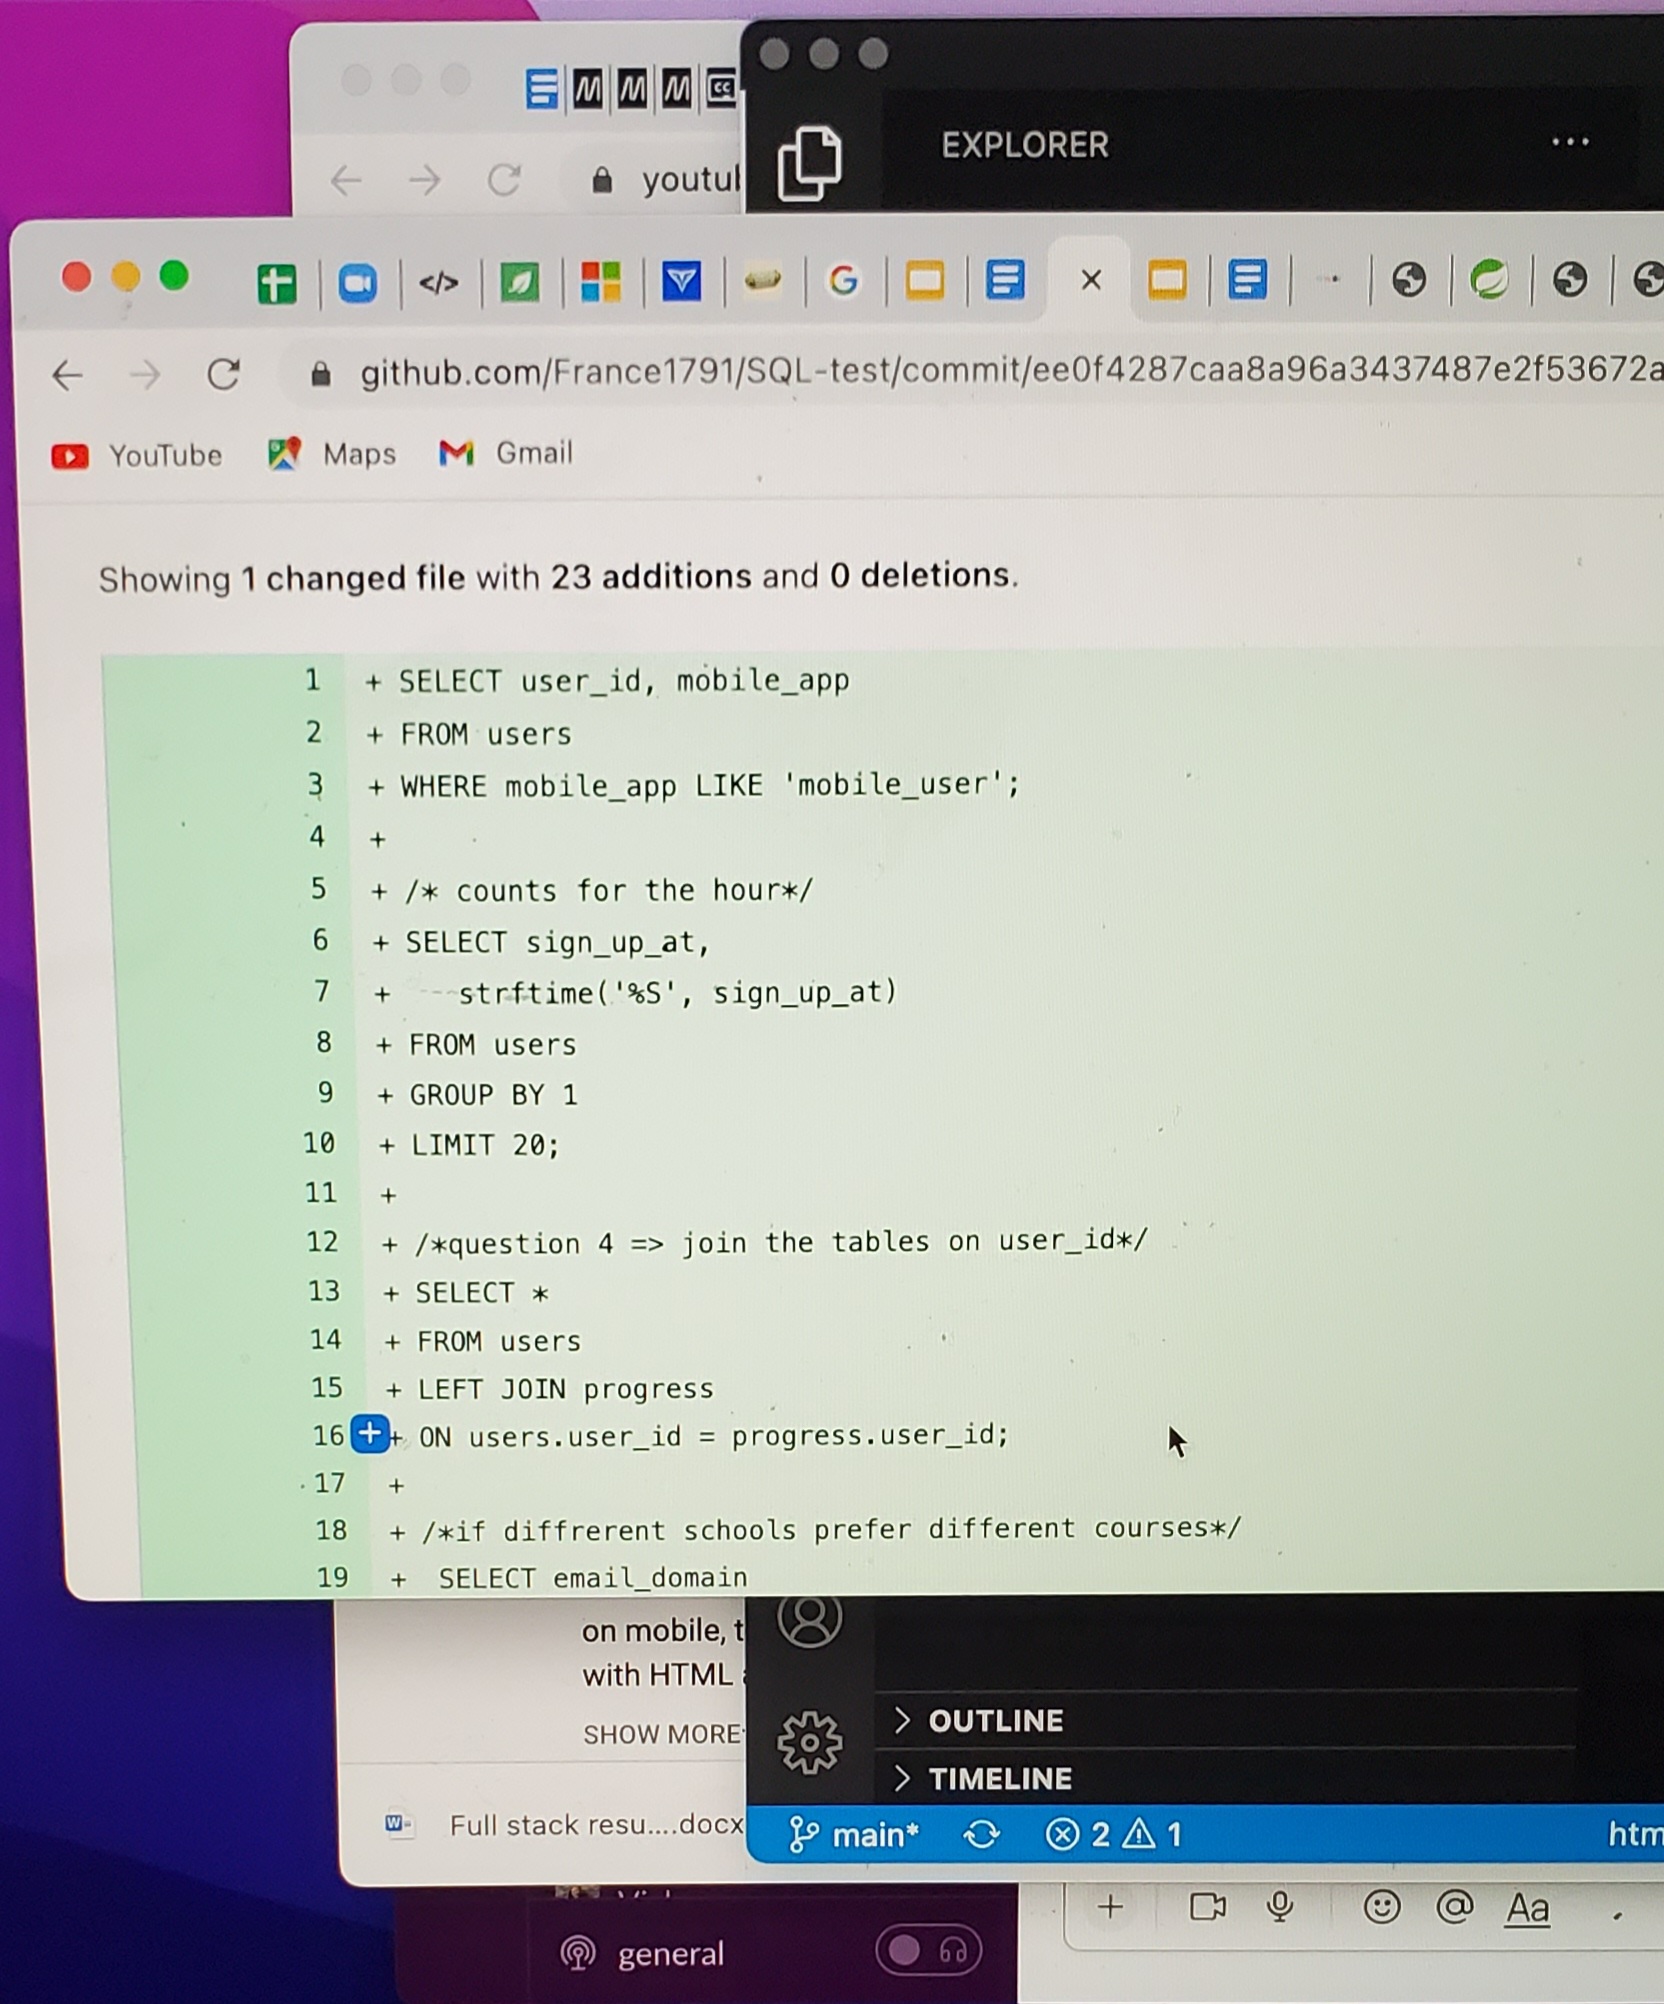 youtu
EXPLORER
github.com/France1791/SQL-test/commit/ee0f4287caa8a96a3437487e2f53672a
YouTube Maps Gmail
Showing 1 changed file with 23 additions and 0 deletions.
1 + SELECT user_id, mobile_app
2 + FROM users
3 + WHERE mobile_app LIKE 'mobile_user';
4 +
5 + /* counts for the hour*/
6 + SELECT sign_up_at,
7 + strftime('%S', sign_up_at)
8 + FROM users
9 + GROUP BY 1
10 + LIMIT 20;
11 +
12 + /*question 4 => join the tables on user_id*/
13 + SELECT *
14 + FROM users
15 + LEFT JOIN progress
16 + ON users.user_id = progress.user_id;
17 +
18 + /*if diffrerent schools prefer different courses*/
19 + SELECT email_domain
on mobile, t
with HTML
SHOW MORE
OUTLINE
TIMELINE
Full stack resu....docx
main* 2 1 htm
Aa
general